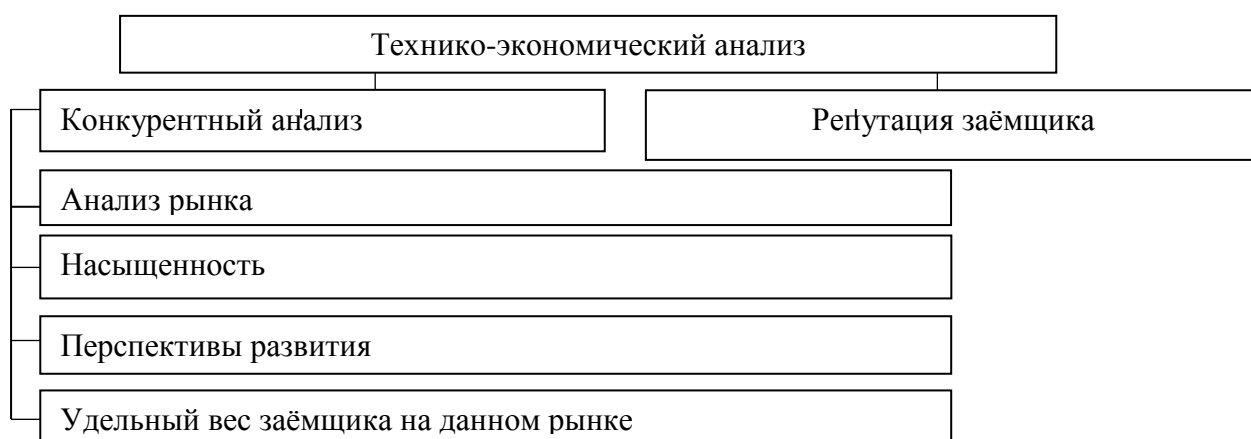 Технико-экономический анализ
Конкурентный анализ
Репутация заёмщика
Анализ рынка
Насыщенность
Перспективы развития
Удельный вес заёмщика на данном рынке